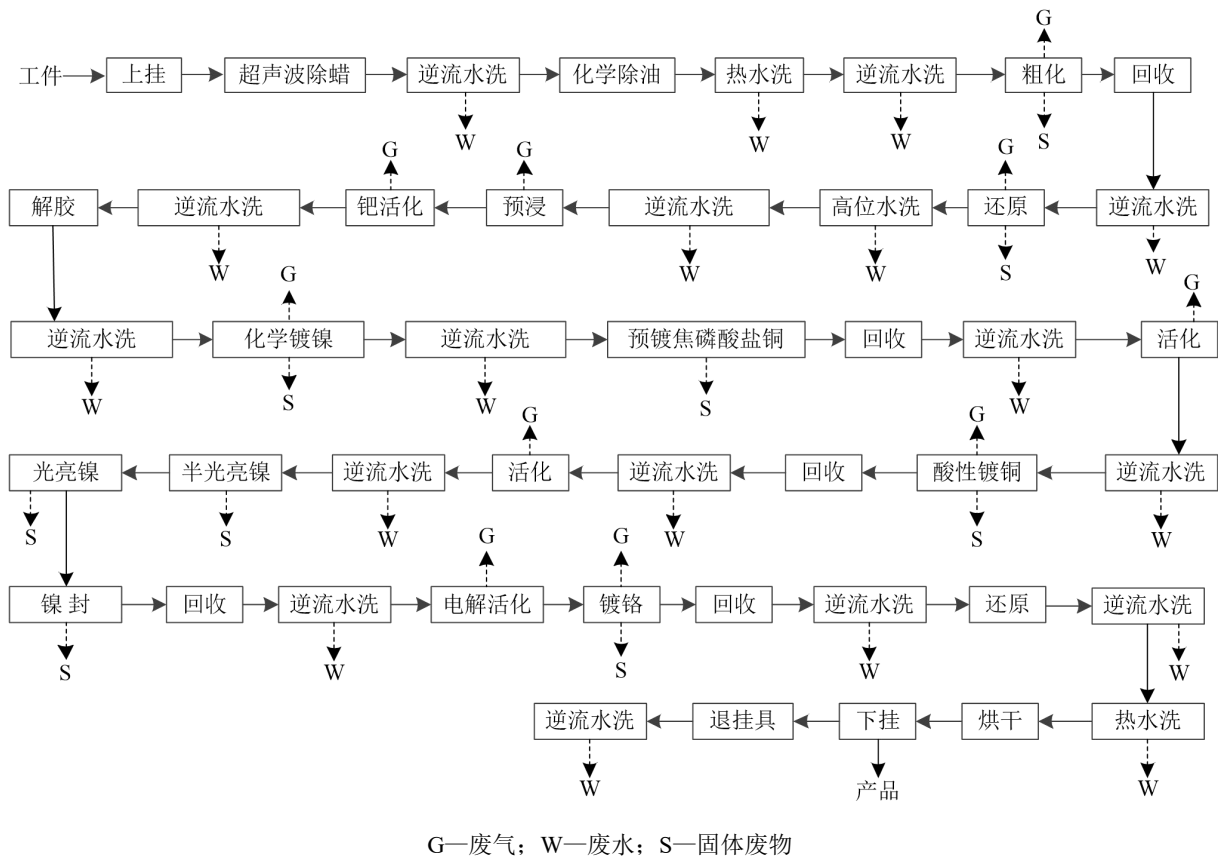 G
工件 上挂 超声波除蜡 逆流水洗 化学除油 热水洗 逆流水洗 粗化 回收
W W W S
G G G
解胶 逆流水洗 钯活化 预浸 逆流水洗 高位水洗 还原 逆流水洗
W W W S W
G G
逆流水洗 化学镀镍 逆流水洗 预镀焦磷酸盐铜 回收 逆流水洗 活化
W S W S W
G G
光亮镍 半光亮镍 逆流水洗 活化 逆流水洗 回收 酸性镀铜 逆流水洗
S S W W S W
G G
镍 封 回收 逆流水洗 电解活化 镀铬 回收 逆流水洗 还原 逆流水洗
S W S W W
逆流水洗 退挂具 下挂 烘干 热水洗
W 产品 W
G—废气；W—废水；S—固体废物